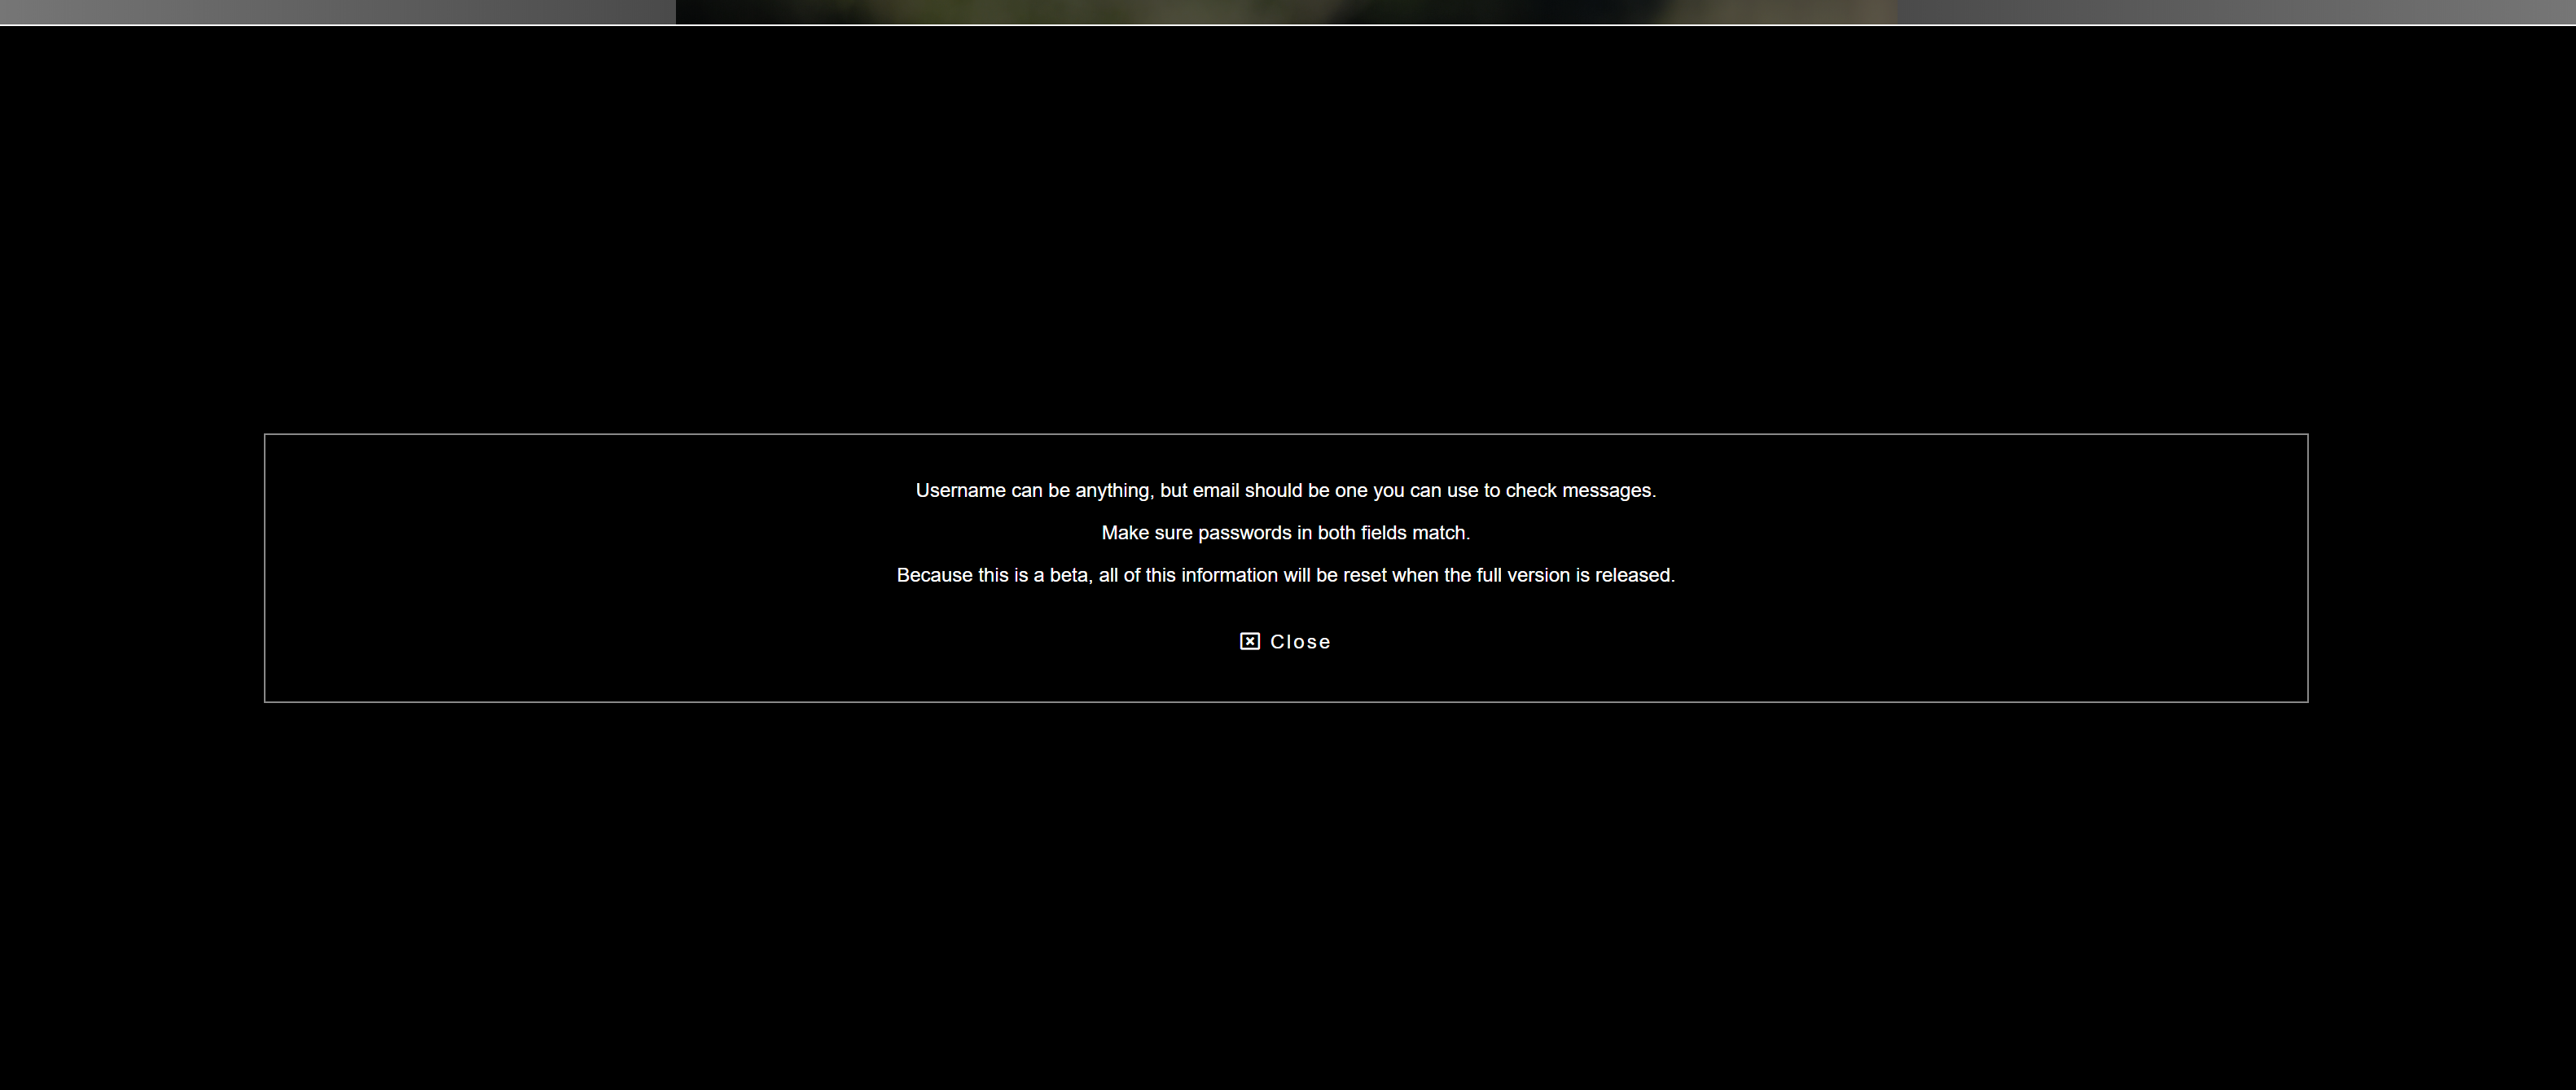 Username can be anything, but email should be one you can use to check messages.
Make sure passwords in both fields match.
Because this is a beta, all of this information will be reset when the full version is released.
Close